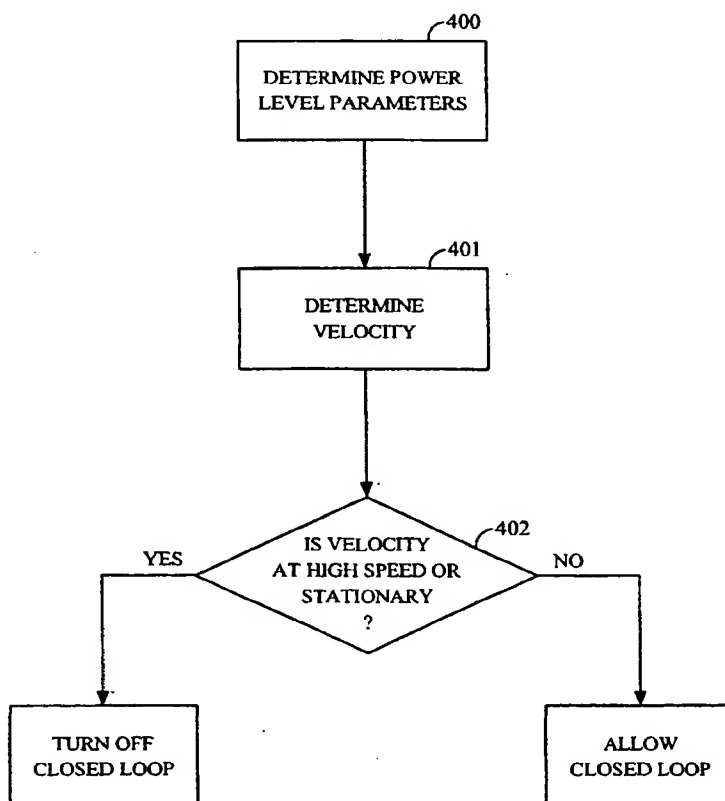 400
DETERMINE POWER
LEVEL PARAMETERS
401
DETERMINE
VELOCITY
402
IS VELOCITY
AT HIGH SPEED OR
STATIONARY
?
YES
NO
TURN OFF
CLOSED LOOP
ALLOW
CLOSED LOOP